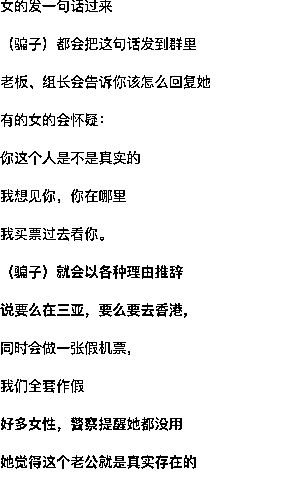 女的发一句话过来
（骗子）都会把这句话发到群里
老板、组长会告诉你该怎么回复她
有的女的会怀疑：
你这个人是不是真实的
我想见你，你在哪里
我买票过去看你。
（骗子）就会以各种理由推辞
说要么在三亚，要么要去香港，
同时会做一张假机票，
我们全套作假
好多女性，警察提醒她都没用
她觉得这个老公就是真实存在的